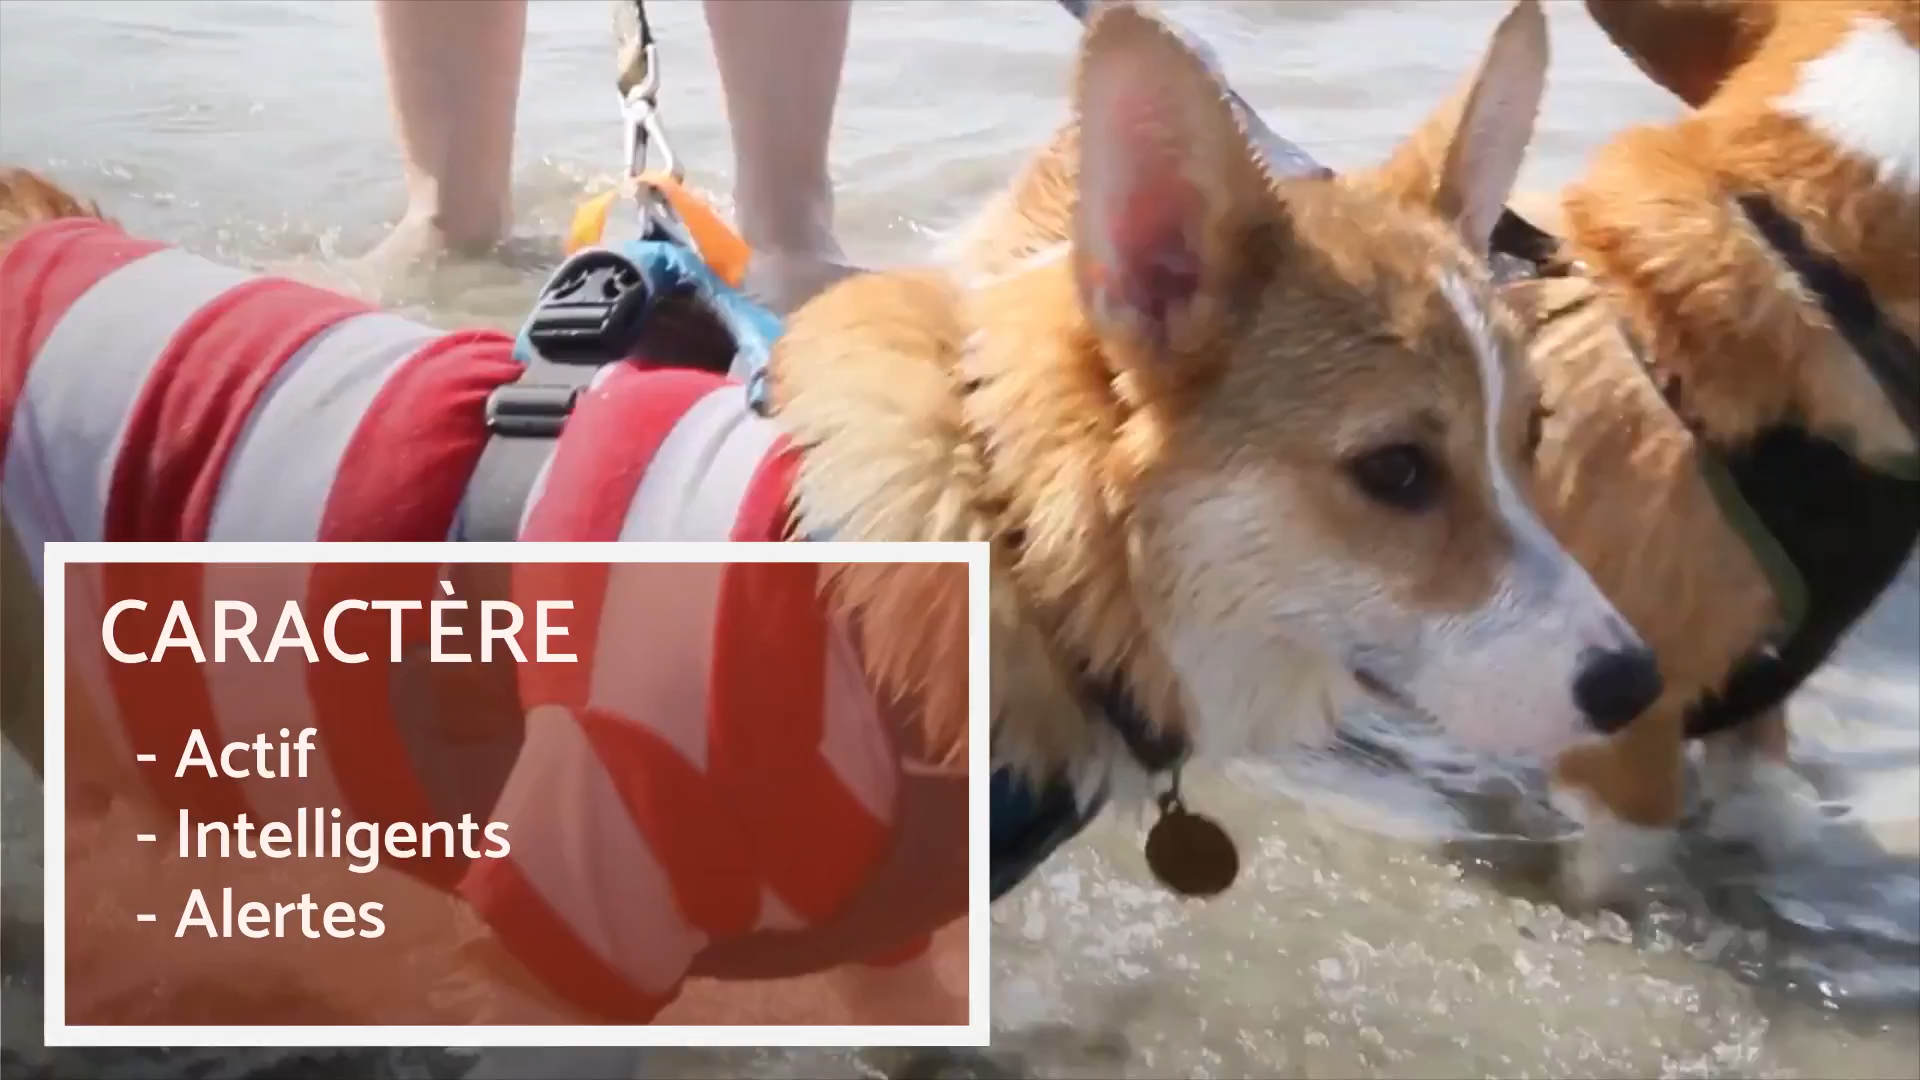 CARACTÈRE
- Actif
- Intelligents
- Alertes